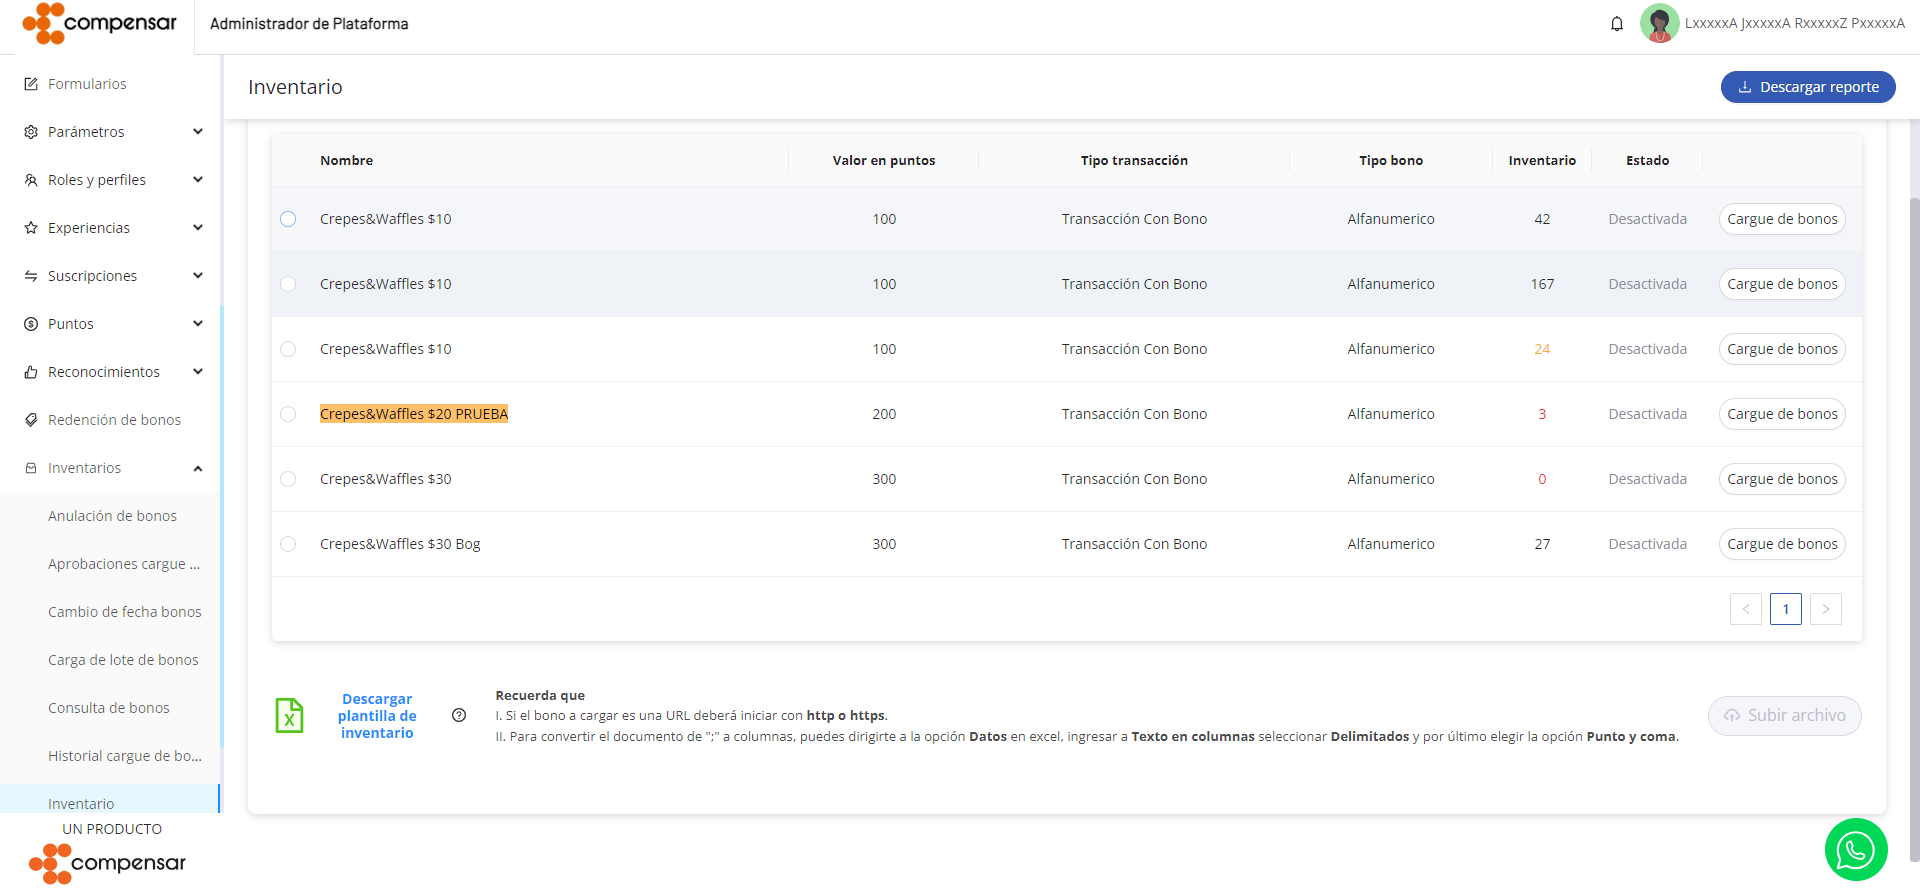 compensar
Administrador de Plataforma
LxxxxxA JxxxxxA RxxxxxZ PxxxxxA
Formularios
Parámetros
Roles y perfiles
Experiencias
Suscripciones
Puntos
Reconocimientos
Redención de bonos
Inventarios
Anulación de bonos
Aprobaciones cargue ...
Cambio de fecha bonos
Carga de lote de bonos
Consulta de bonos
Historial cargue de bo...
Inventario
UN PRODUCTO
compensar
Inventario
Descargar reporte
Nombre Valor en puntos Tipo transacción Tipo bono Inventario Estado
Crepes&Waffles $10 100 Transacción Con Bono Alfanumerico 42 Desactivada Cargue de bonos
Crepes&Waffles $10 100 Transacción Con Bono Alfanumerico 167 Desactivada Cargue de bonos
Crepes&Waffles $10 100 Transacción Con Bono Alfanumerico 24 Desactivada Cargue de bonos
Crepes&Waffles $20 PRUEBA 200 Transacción Con Bono Alfanumerico 3 Desactivada Cargue de bonos
Crepes&Waffles $30 300 Transacción Con Bono Alfanumerico 0 Desactivada Cargue de bonos
Crepes&Waffles $30 Bog 300 Transacción Con Bono Alfanumerico 27 Desactivada Cargue de bonos
< 1 >
Descargar
plantilla de
inventario
Recuerda que
I. Si el bono a cargar es una URL deberá iniciar con http o https.
II. Para convertir el documento de ";" a columnas, puedes dirigirte a la opción Datos en excel, ingresar a Texto en columnas seleccionar Delimitados y por último elegir la opción Punto y coma.
Subir archivo